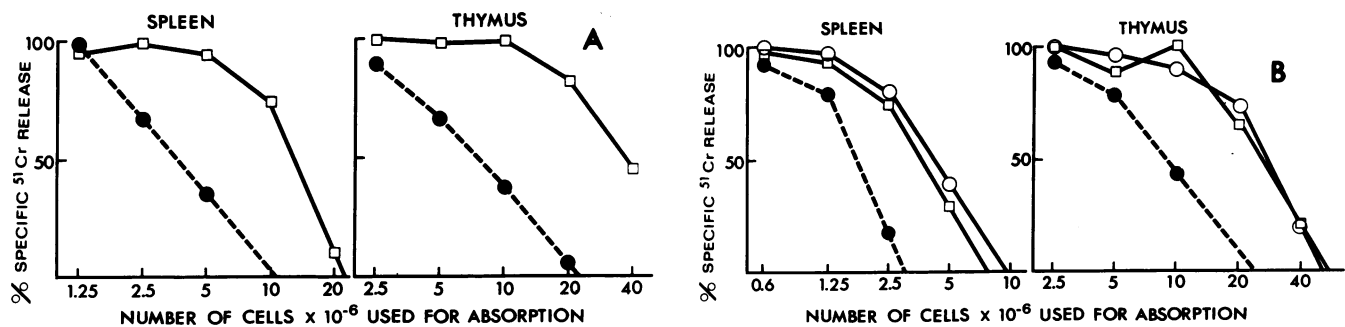 SPLEEN
THYMUS
A
% SPECIFIC ⁵¹Cr RELEASE
100
50
1.25 2.5 5 10 20
2.5 5 10 20 40
NUMBER OF CELLS x 10⁻⁶ USED FOR ABSORPTION
SPLEEN
THYMUS
B
% SPECIFIC ⁵¹Cr RELEASE
100
50
100
50
0.6 1.25 2.5 5 10
2.5 5 10 20 40
NUMBER OF CELLS x 10⁻⁶ USED FOR ABSORPTION